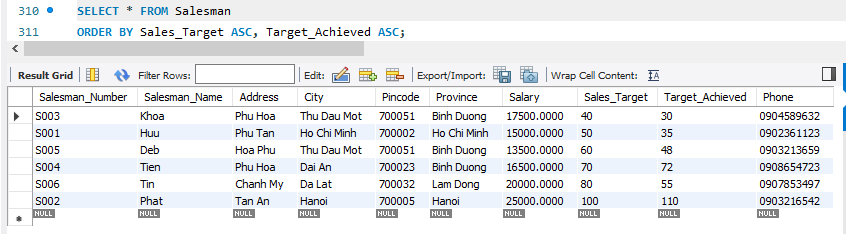 310 SELECT * FROM Salesman
311 ORDER BY Sales_Target ASC, Target_Achieved ASC;
Result Grid Filter Rows: Edit: Export/Import: Wrap Cell Content: IA
Salesman_Number Salesman_Name Address City Pincode Province Salary Sales_Target Target_Achieved Phone
S003 Khoa Phu Hoa Thu Dau Mot 700051 Binh Duong 17500.0000 40 30 0904589632
S001 Huu Phu Tan Ho Chi Minh 700002 Ho Chi Minh 15000.0000 50 35 0902361123
S005 Deb Hoa Phu Thu Dau Mot 700051 Binh Duong 13500.0000 60 48 0903213659
S004 Tien Phu Hoa Dai An 700023 Binh Duong 16500.0000 70 72 0908654723
S006 Tin Chanh My Da Lat 700032 Lam Dong 20000.0000 80 55 0907853497
S002 Phat Tan An Hanoi 700005 Hanoi 25000.0000 100 110 0903216542
NULL NULL NULL NULL NULL NULL NULL NULL NULL NULL